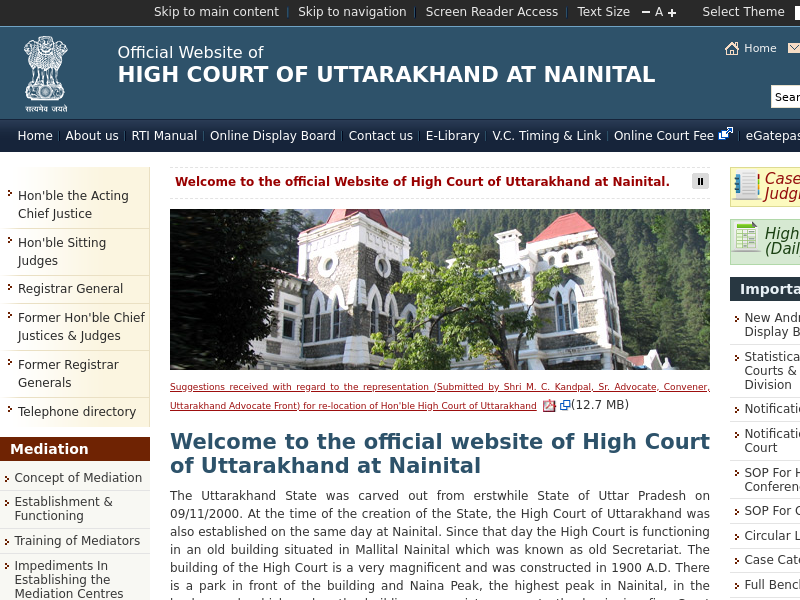 Skip to main content
Skip to navigation
Screen Reader Access
Text Size
A
Select Theme
सत्यमेव जयते
Official Website of
HIGH COURT OF UTTARAKHAND AT NAINITAL
Home
Sear
Home
About us
RTI Manual
Online Display Board
Contact us
E-Library
V.C. Timing & Link
Online Court Fee
eGatepas
Hon'ble the Acting
Chief Justice
Hon'ble Sitting
Judges
Registrar General
Former Hon'ble Chief
Justices & Judges
Former Registrar
Generals
Telephone directory
Mediation
Concept of Mediation
Establishment &
Functioning
Training of Mediators
Impediments In
Establishing the
Mediation Centres
Welcome to the official Website of High Court of Uttarakhand at Nainital.
Suggestions received with regard to the representation (Submitted by Shri M. C. Kandpal, Sr. Advocate, Convener,
Uttarakhand Advocate Front) for re-location of Hon'ble High Court of Uttarakhand (12.7 MB)
Welcome to the official website of High Court
of Uttarakhand at Nainital
The Uttarakhand State was carved out from erstwhile State of Uttar Pradesh on
09/11/2000. At the time of the creation of the State, the High Court of Uttarakhand was
also established on the same day at Nainital. Since that day the High Court is functioning
in an old building situated in Mallital Nainital which was known as old Secretariat. The
building of the High Court is a very magnificent and was constructed in 1900 A.D. There
is a park in front of the building and Naina Peak, the highest peak in Nainital, in the
Case
Judg
High
(Dail
Importa
New And
Display B
Statistica
Courts &
Division
Notificati
Notificati
Court
SOP For H
Conferen
SOP For C
Circular L
Case Cate
Full Benc